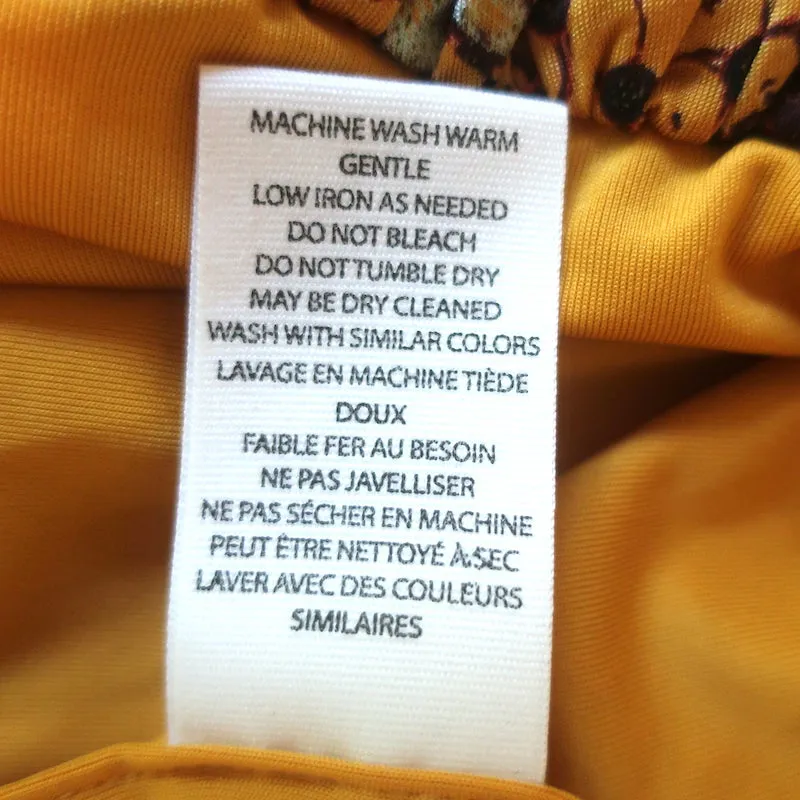 MACHINE WASH WARM
GENTLE
LOW IRON AS NEEDED
DO NOT BLEACH
DO NOT TUMBLE DRY
MAY BE DRY CLEANED
WASH WITH SIMILAR COLORS
LAVAGE EN MACHINE TIÈDE
DOUX
FAIBLE FER AU BESOIN
NE PAS JAVELLISER
NE PAS SÉCHER EN MACHINE
PEUT ÊTRE NETTOYÉ À SEC
LAVER AVEC DES COULEURS
SIMILAIRES